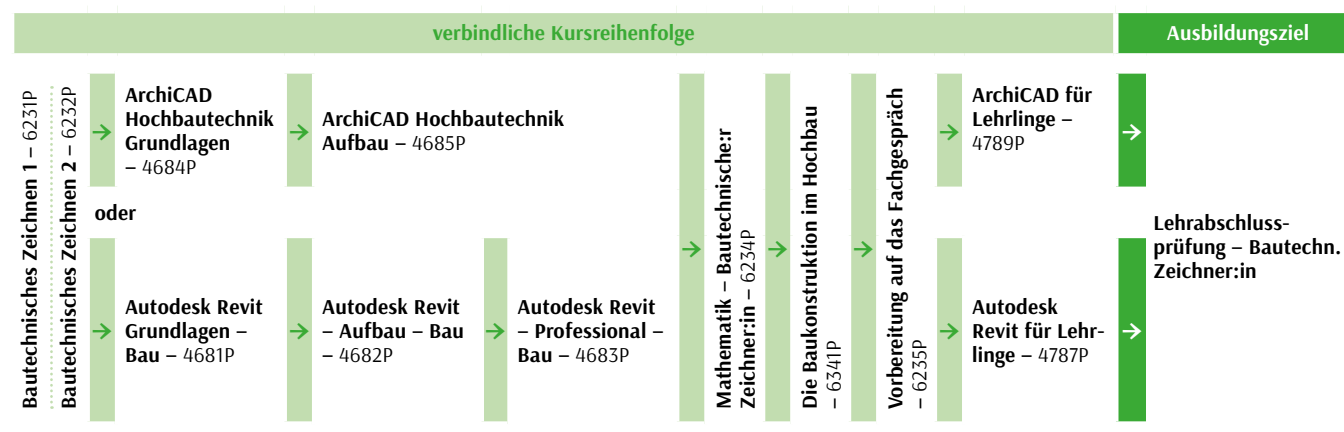 verbindliche Kursreihenfolge
Ausbildungsziel
Bautechnisches Zeichnen 1 – 6231P
Bautechnisches Zeichnen 2 – 6232P
ArchiCAD
Hochbautechnik
Grundlagen
– 4684P
ArchiCAD Hochbautechnik
Aufbau – 4685P
oder
Autodesk Revit
Grundlagen –
Bau – 4681P
Autodesk Revit
– Aufbau – Bau
– 4682P
Autodesk Revit
– Professional –
Bau – 4683P
Mathematik – Bautechnische:r
Zeichner:in – 6234P
Die Baukonstruktion im Hochbau
– 6341P
Vorbereitung auf das Fachgespräch
– 6235P
ArchiCAD für
Lehrlinge –
4789P
Autodesk
Revit für Lehr-
linge – 4787P
Lehrabschluss-
prüfung – Bautechn.
Zeichner:in